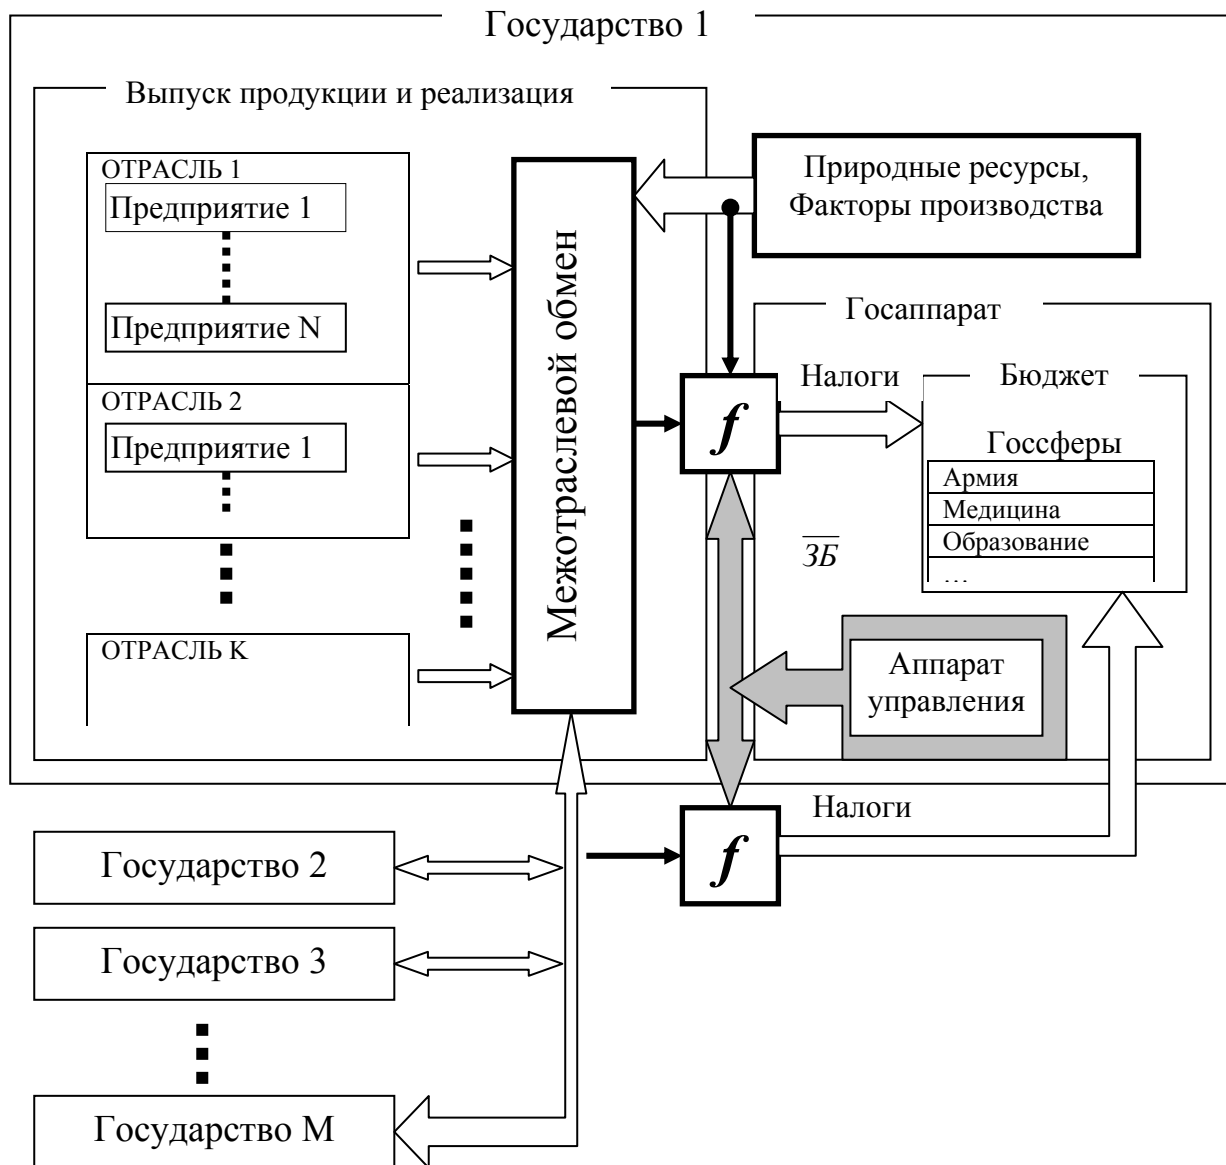 Государство 1
Выпуск продукции и реализация
ОТРАСЛЬ 1
Предприятие 1
Предприятие N
ОТРАСЛЬ 2
Предприятие 1
ОТРАСЛЬ K
Межотраслевой обмен
Природные ресурсы,
Факторы производства
f
Госаппарат
Налоги
Бюджет
Госсферы
Армия
Медицина
Образование
…
ЗБ
Аппарат
управления
Налоги
f
Государство 2
Государство 3
Государство M